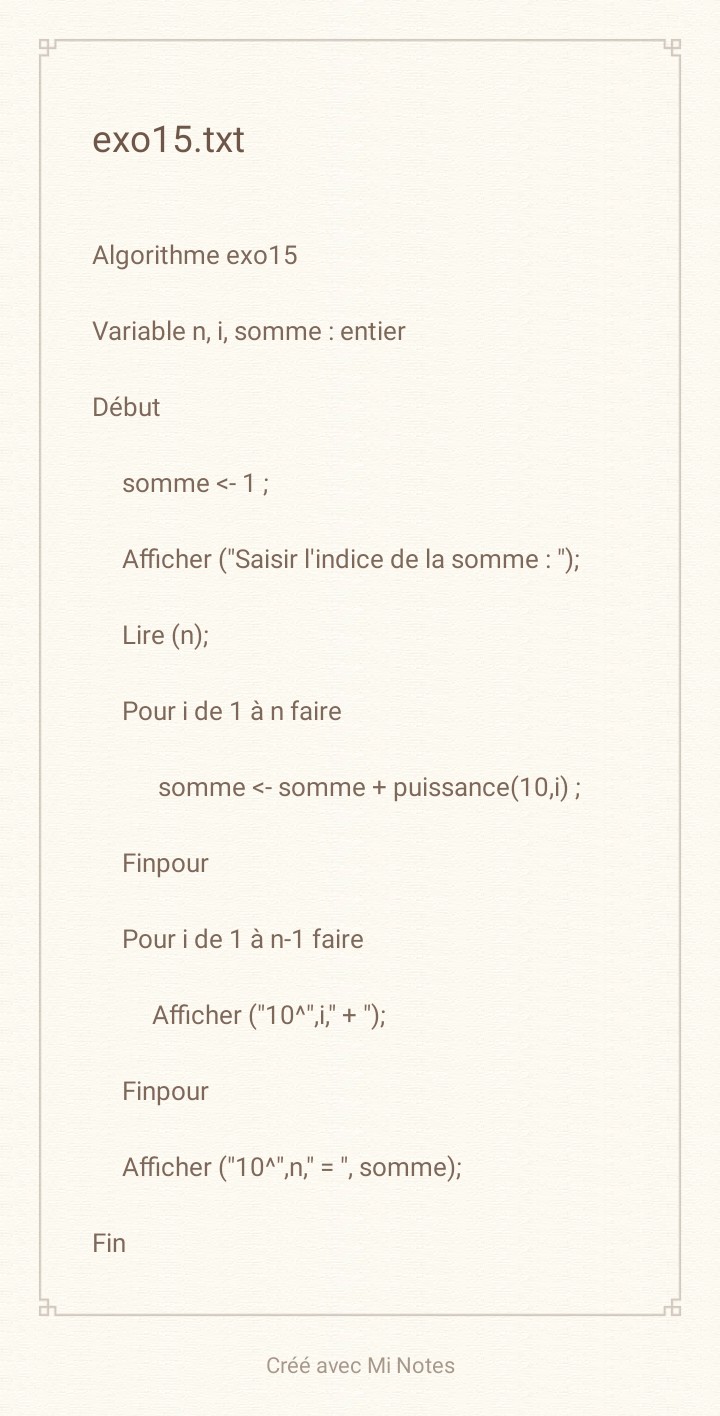 exo15.txt
Algorithme exo15
Variable n, i, somme : entier
Début
somme <- 1 ;
Afficher ("Saisir l'indice de la somme : ");
Lire (n);
Pour i de 1 à n faire
somme <- somme + puissance(10,i) ;
Finpour
Pour i de 1 à n-1 faire
Afficher ("10^",i," + ");
Finpour
Afficher ("10^",n," = ", somme);
Fin
Créé avec Mi Notes